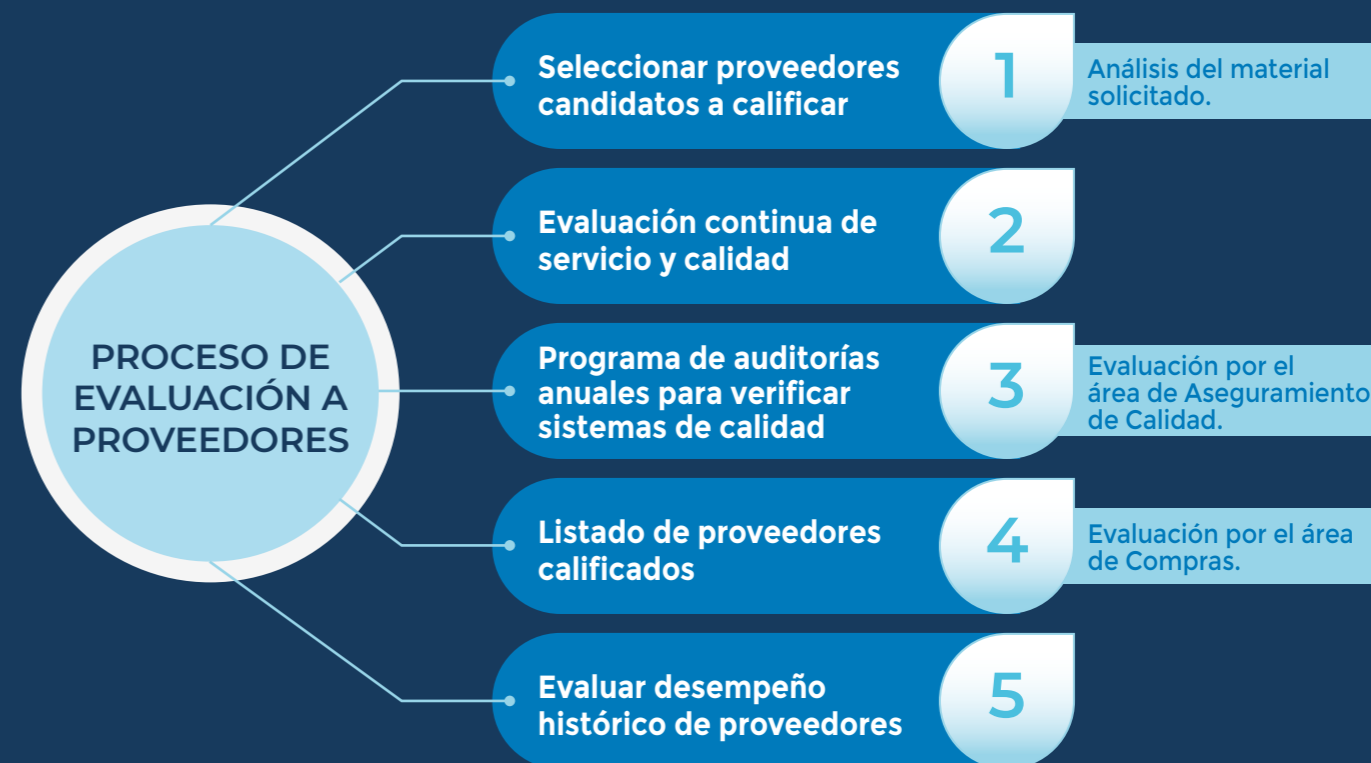 PROCESO DE
EVALUACIÓN A
PROVEEDORES
Seleccionar proveedores
candidatos a calificar
1
Análisis del material
solicitado.
Evaluación continua de
servicio y calidad
2
Programa de auditorías
anuales para verificar
sistemas de calidad
3
Evaluación por el
área de Aseguramiento
de Calidad.
Listado de proveedores
calificados
4
Evaluación por el área
de Compras.
Evaluar desempeño
histórico de proveedores
5